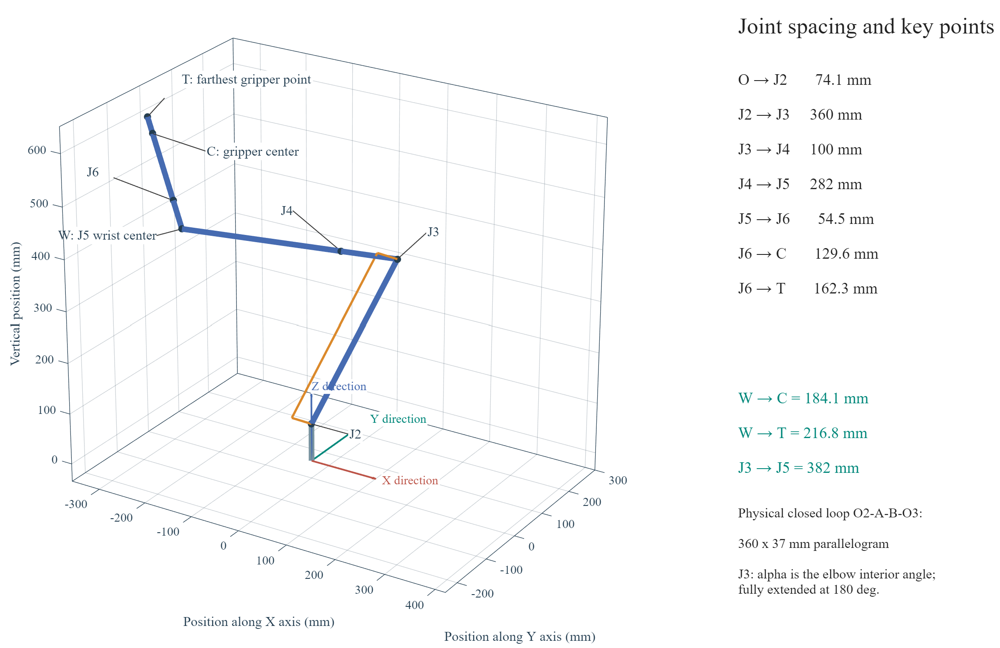 Joint spacing and key points
T: farthest gripper point
C: gripper center
J6
J4
J3
W: J5 wrist center
Z direction
Y direction
J2
X direction
600
500
400
300
200
100
0
Vertical position (mm)
-300
-200
-100
0
100
200
300
400
Position along X axis (mm)
300
200
100
0
-100
-200
Position along Y axis (mm)
O → J2 74.1 mm
J2 → J3 360 mm
J3 → J4 100 mm
J4 → J5 282 mm
J5 → J6 54.5 mm
J6 → C 129.6 mm
J6 → T 162.3 mm
W → C = 184.1 mm
W → T = 216.8 mm
J3 → J5 = 382 mm
Physical closed loop O2-A-B-O3:
360 x 37 mm parallelogram
J3: alpha is the elbow interior angle;
fully extended at 180 deg.